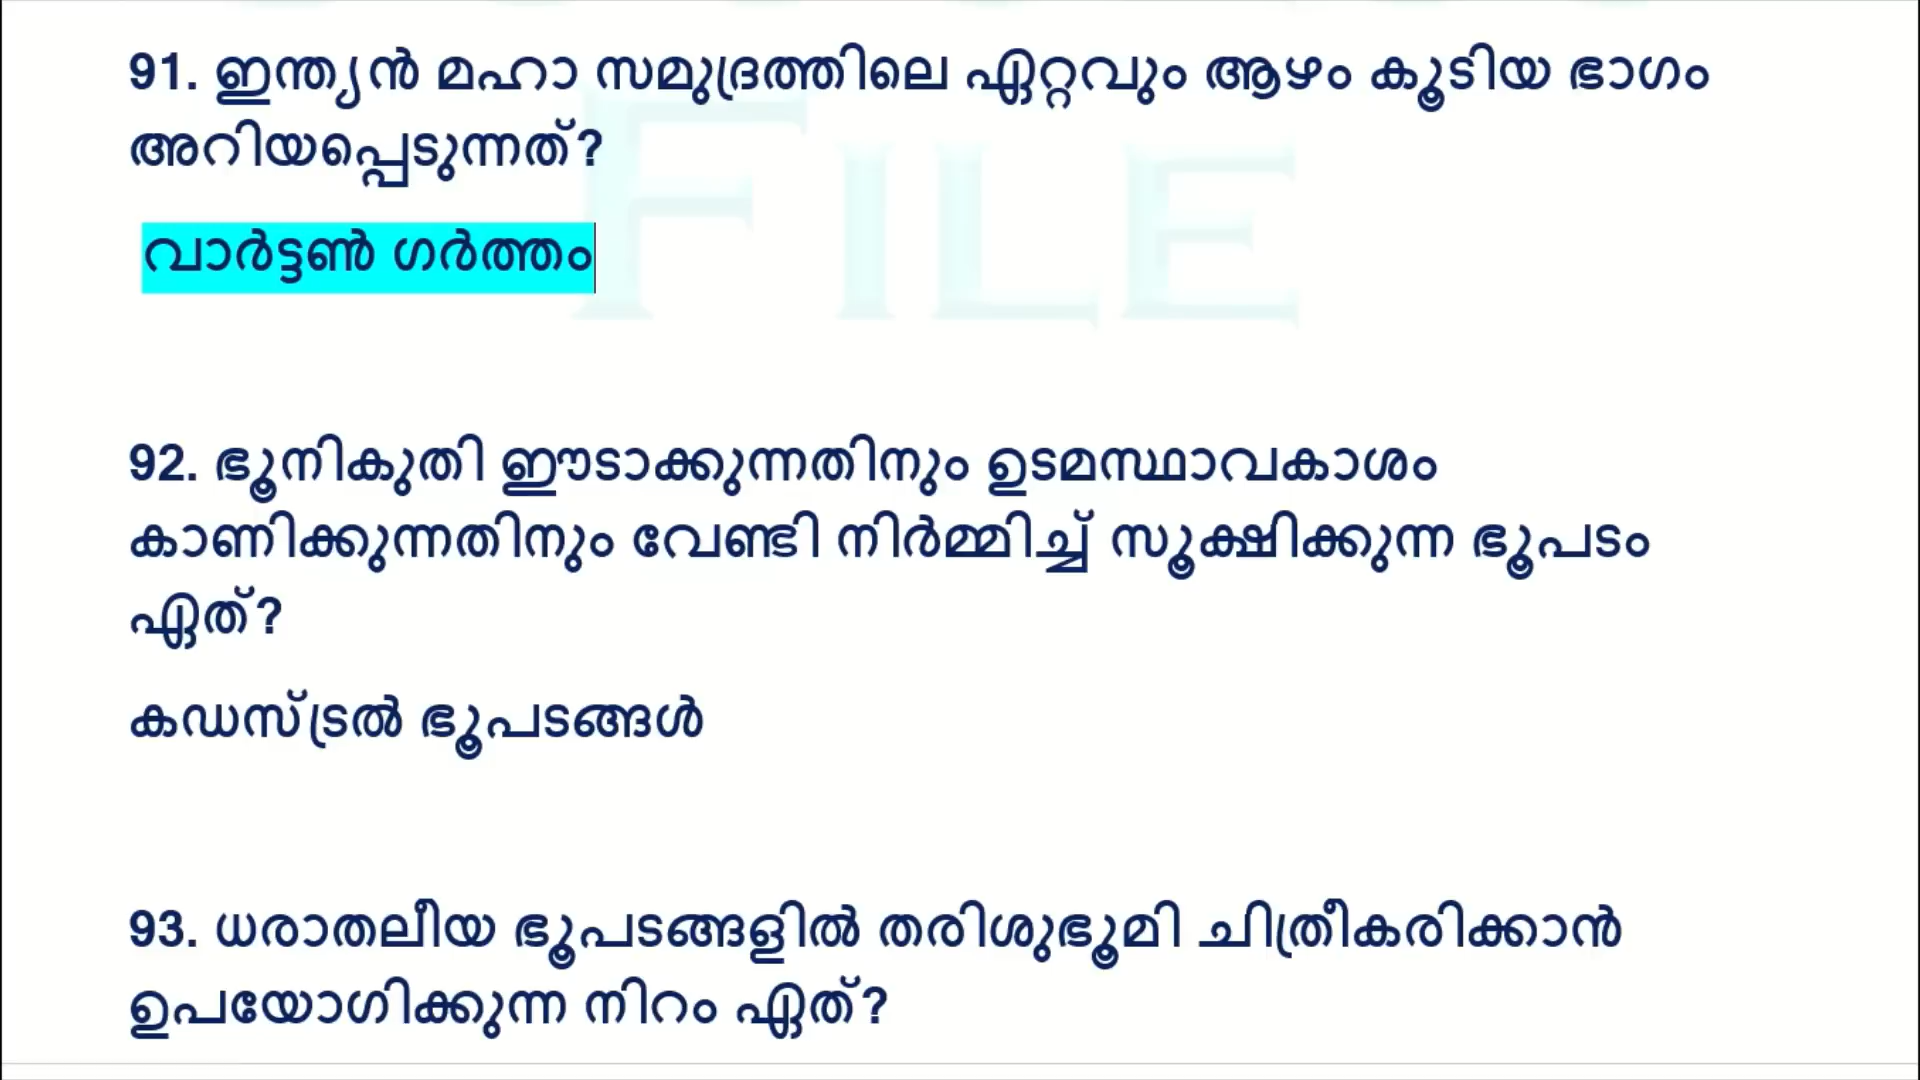 91. ഇന്ത്യൻ മഹാ സമുദ്രത്തിലെ ഏറ്റവും ആഴം കൂടിയ ഭാഗം
അറിയപ്പെടുന്നത്?
വാർട്ടൺ ഗർത്തം
FILE
92. ഭൂനികുതി ഈടാക്കുന്നതിനും ഉടമസ്ഥാവകാശം
കാണിക്കുന്നതിനും വേണ്ടി നിർമ്മിച്ച് സൂക്ഷിക്കുന്ന ഭൂപടം
ഏത്?
കഡസ്ട്രൽ ഭൂപടങ്ങൾ
93. ധരാതലീയ ഭൂപടങ്ങളിൽ തരിശുഭൂമി ചിത്രീകരിക്കാൻ
ഉപയോഗിക്കുന്ന നിറം ഏത്?